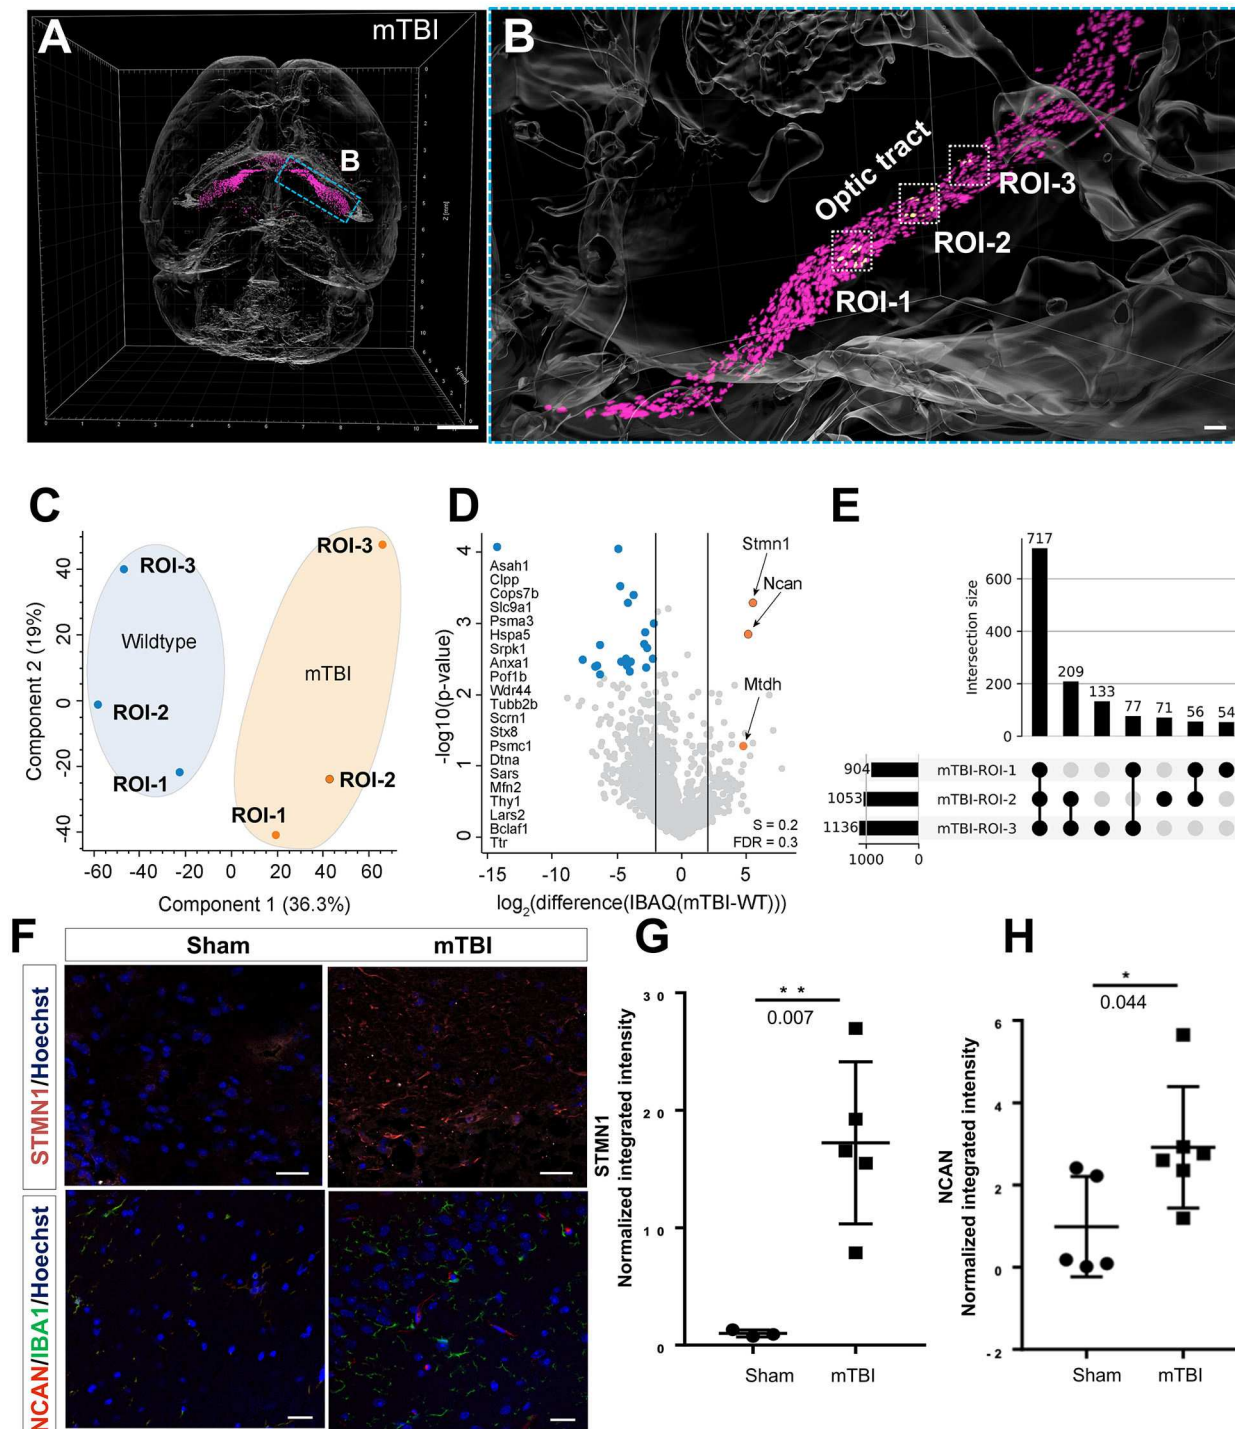 A
mTBI
B
B
Optic tract
ROI-3
ROI-2
ROI-1
C
Component 2 (19%)
40
20
0
-20
-40
ROI-3
Wildtype
ROI-2
ROI-1
ROI-3
mTBI
ROI-2
ROI-1
-60 -40 -20 0 20 40 60
Component 1 (36.3%)
D
-log10(p-value)
4
3
2
1
0
Asah1
Clpp
Cops7b
Slc9a1
Psma3
Hspa5
Srpk1
Anxa1
Pof1b
Wdr44
Tubb2b
Scrn1
Stx8
Psmc1
Dtna
Sars
Mfn2
Thy1
Lars2
Bclaf1
Ttr
Stmn1
Ncan
Mtdh
S = 0.2
FDR = 0.3
-15 -10 -5 0 5
log2(difference(IBAQ(mTBI-WT)))
E
Intersection size
600
400
200
0
717
209
133
77
71
56
54
904 mTBI-ROI-1
1053 mTBI-ROI-2
1136 mTBI-ROI-3
1000 0
F
Sham mTBI
STMN1/Hoechst
NCAN/IBA1/Hoechst
G
STMN1
Normalized integrated intensity
30
20
10
0
* *
0.007
Sham mTBI
H
NCAN
Normalized integrated intensity
6
4
2
0
-2
*
0.044
Sham mTBI